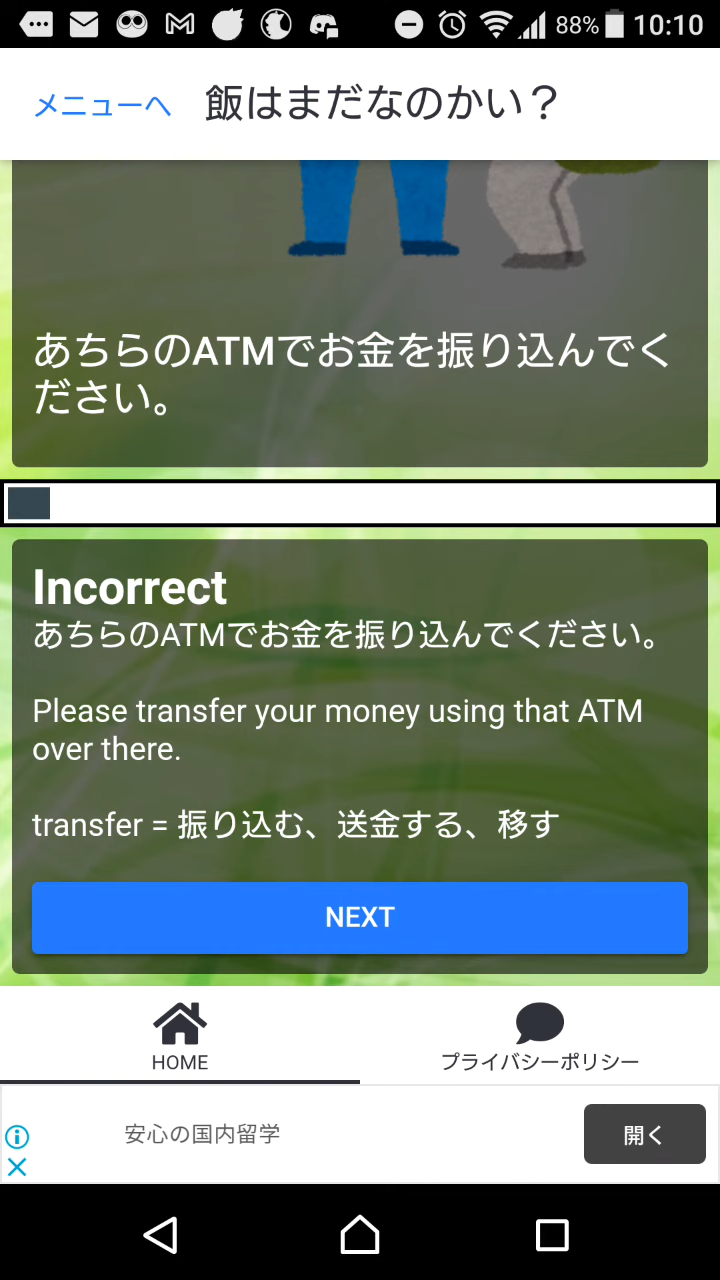 88% 10:10
メニューへ 飯はまだなのかい？
あちらのATMでお金を振り込んでく
ださい。
Incorrect
あちらのATMでお金を振り込んでください。
Please transfer your money using that ATM
over there.
transfer = 振り込む、送金する、移す
NEXT
HOME プライバシーポリシー
安心の国内留学 開く